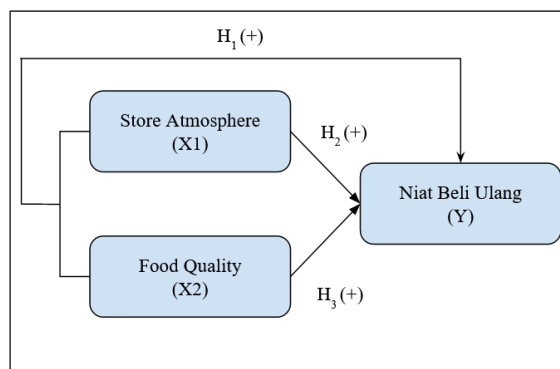 H₁(+)
Store Atmosphere
(X1)
H₂(+)
Niat Beli Ulang
(Y)
Food Quality
(X2)
H₃(+)